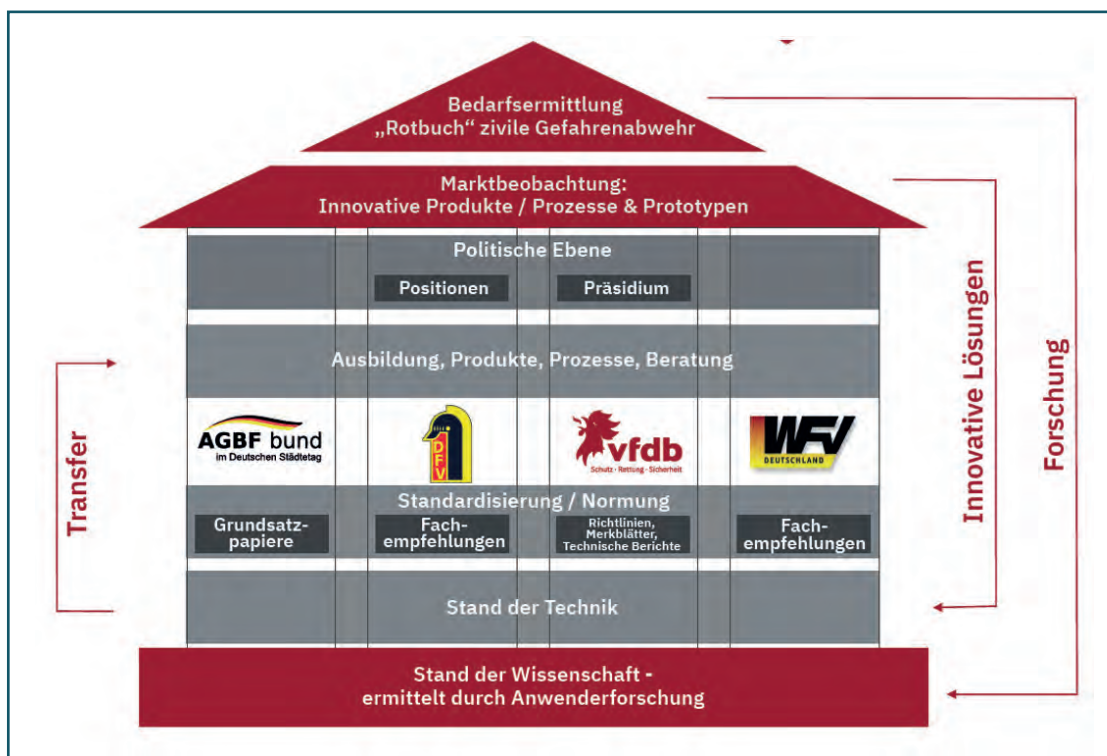 Bedarfsermittlung
„Rotbuch“ zivile Gefahrenabwehr
Marktbeobachtung:
Innovative Produkte / Prozesse & Prototypen
Politische Ebene
Positionen
Präsidium
Ausbildung, Produkte, Prozesse, Beratung
AGBF bund
im Deutschen Städtetag
DFV
vfdb
Schutz · Rettung · Sicherheit
WFV
DEUTSCHLAND
Standardisierung / Normung
Grundsatz-
papiere
Fach-
empfehlungen
Richtlinien,
Merkblätter,
Technische Berichte
Fach-
empfehlungen
Stand der Technik
Stand der Wissenschaft -
ermittelt durch Anwenderforschung
Transfer
Innovative Lösungen
Forschung